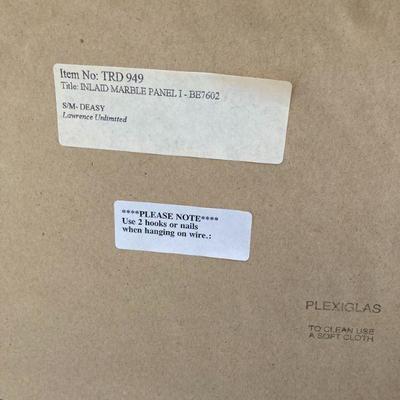 Item No: TRD 949
Title: INLAID MARBLE PANEL I - BE7602
S/M- DEASY
Lawrence Unlimited
****PLEASE NOTE****
Use 2 hooks or nails
when hanging on wire.:
PLEXIGLAS
TO CLEAN USE
A SOFT CLOTH